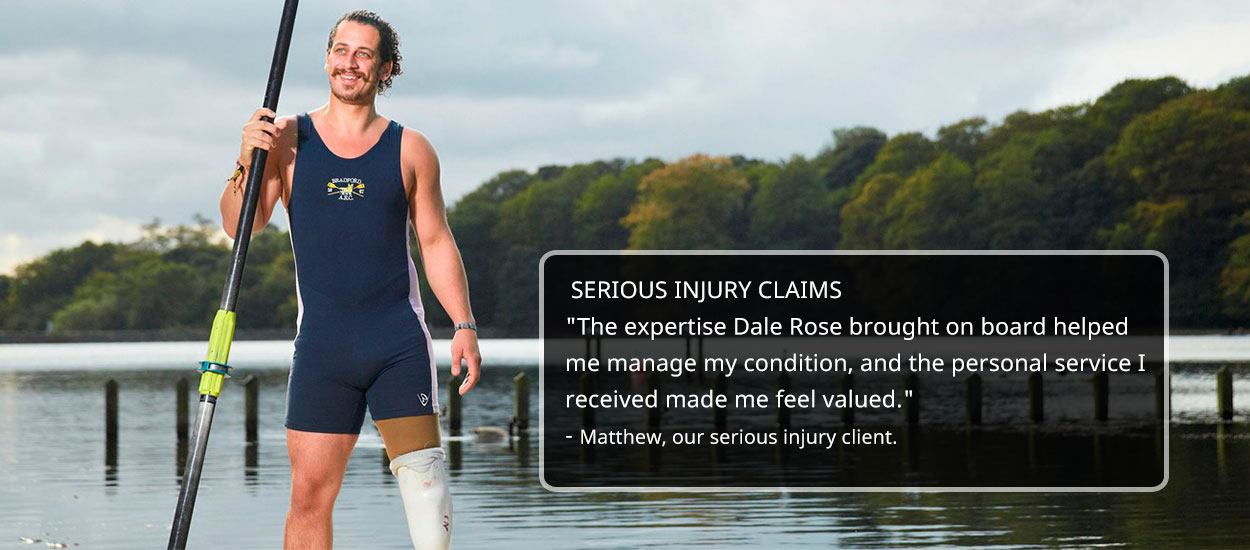 BRADFORD
A.R.C.
SERIOUS INJURY CLAIMS
"The expertise Dale Rose brought on board helped
me manage my condition, and the personal service I
received made me feel valued."
- Matthew, our serious injury client.